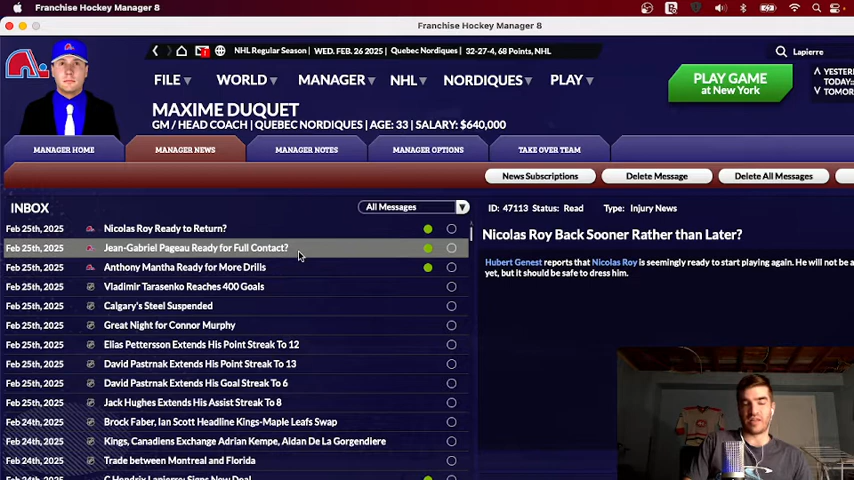 Franchise Hockey Manager 8
Franchise Hockey Manager 8
NHL Regular Season | WED. FEB 26 2025 | Quebec Nordiques | 32-27-4, 68 Points, NHL
Lapierre
FILE WORLD MANAGER NHL NORDIQUES PLAY
PLAY GAME
at New York
YESTER
TODAY:
TOMOR
MAXIME DUQUET
GM / HEAD COACH | QUEBEC NORDIQUES | AGE: 33 | SALARY: $640,000
MANAGER HOME MANAGER NEWS MANAGER NOTES MANAGER OPTIONS TAKE OVER TEAM
News Subscriptions Delete Message Delete All Messages
INBOX All Messages
ID: 47113 Status: Read Type: Injury News
Feb 25th, 2025 Nicolas Roy Ready to Return?
Feb 25th, 2025 Jean-Gabriel Pageau Ready for Full Contact?
Feb 25th, 2025 Anthony Mantha Ready for More Drills
Feb 25th, 2025 Vladimir Tarasenko Reaches 400 Goals
Feb 25th, 2025 Calgary's Steel Suspended
Feb 25th, 2025 Great Night for Connor Murphy
Feb 25th, 2025 Elias Pettersson Extends His Point Streak To 12
Feb 25th, 2025 David Pastrnak Extends His Point Streak To 13
Feb 25th, 2025 David Pastrnak Extends His Goal Streak To 6
Feb 25th, 2025 Jack Hughes Extends His Assist Streak To 8
Feb 24th, 2025 Brock Faber, Ian Scott Headline Kings-Maple Leafs Swap
Feb 24th, 2025 Kings, Canadiens Exchange Adrian Kempe, Aidan De La Gorgendiere
Feb 24th, 2025 Trade between Montreal and Florida
Feb 24th, 2025 C Hendrix Lapierre Signs New Deal
Nicolas Roy Back Sooner Rather than Later?
Hubert Genest reports that Nicolas Roy is seemingly ready to start playing again. He will not be a
yet, but it should be safe to dress him.